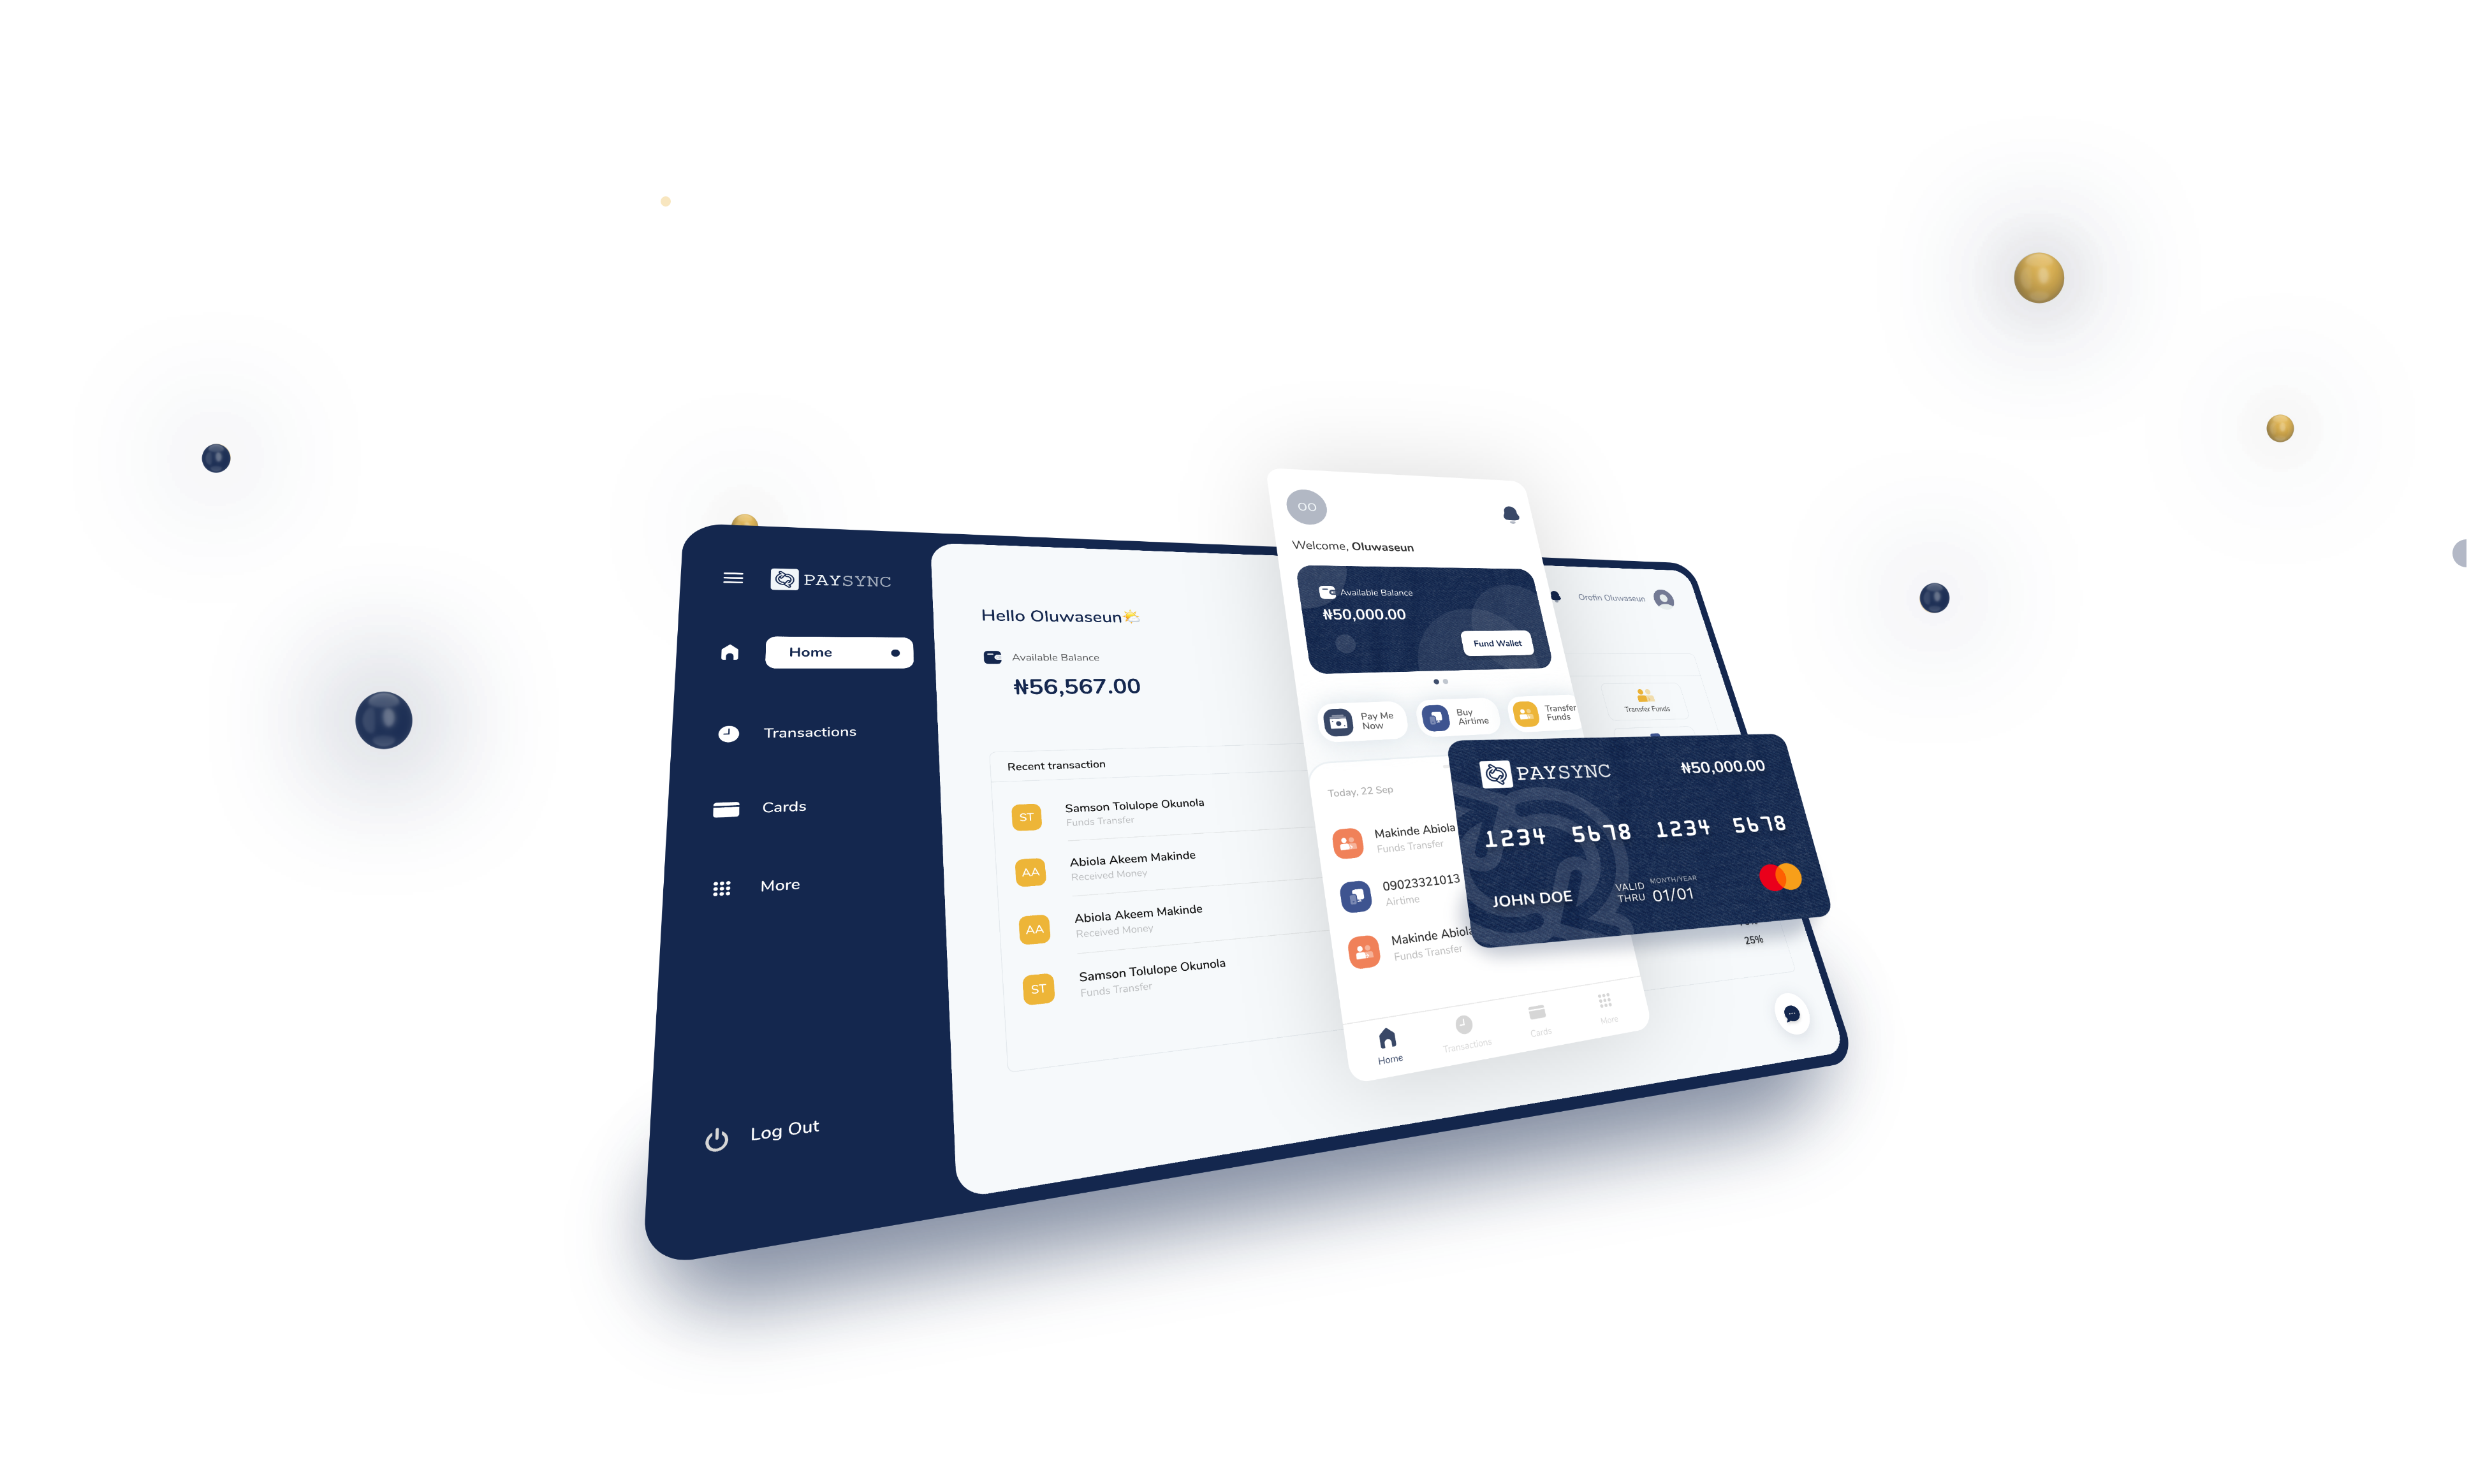 PAYSYNC
Home
Transactions
Cards
More
Log Out
Hello Oluwaseun
Available Balance
₦56,567.00
Recent transaction
ST
Samson Tolulope Okunola
Funds Transfer
AA
Abiola Akeem Makinde
Received Money
AA
Abiola Akeem Makinde
Received Money
ST
Samson Tolulope Okunola
Funds Transfer
OO
Welcome, Oluwaseun
Available Balance
₦50,000.00
Fund Wallet
Pay Me
Now
Buy
Airtime
Transfer
Funds
Today, 22 Sep
Makinde Abiola
Funds Transfer
09023321013
Airtime
Makinde Abiola
Funds Transfer
Home
Transactions
Cards
More
Orofin Oluwaseun
Transfer Funds
PAYSYNC
₦50,000.00
1234 5678 1234 5678
JOHN DOE
VALID
THRU
MONTH/YEAR
01/01
25%